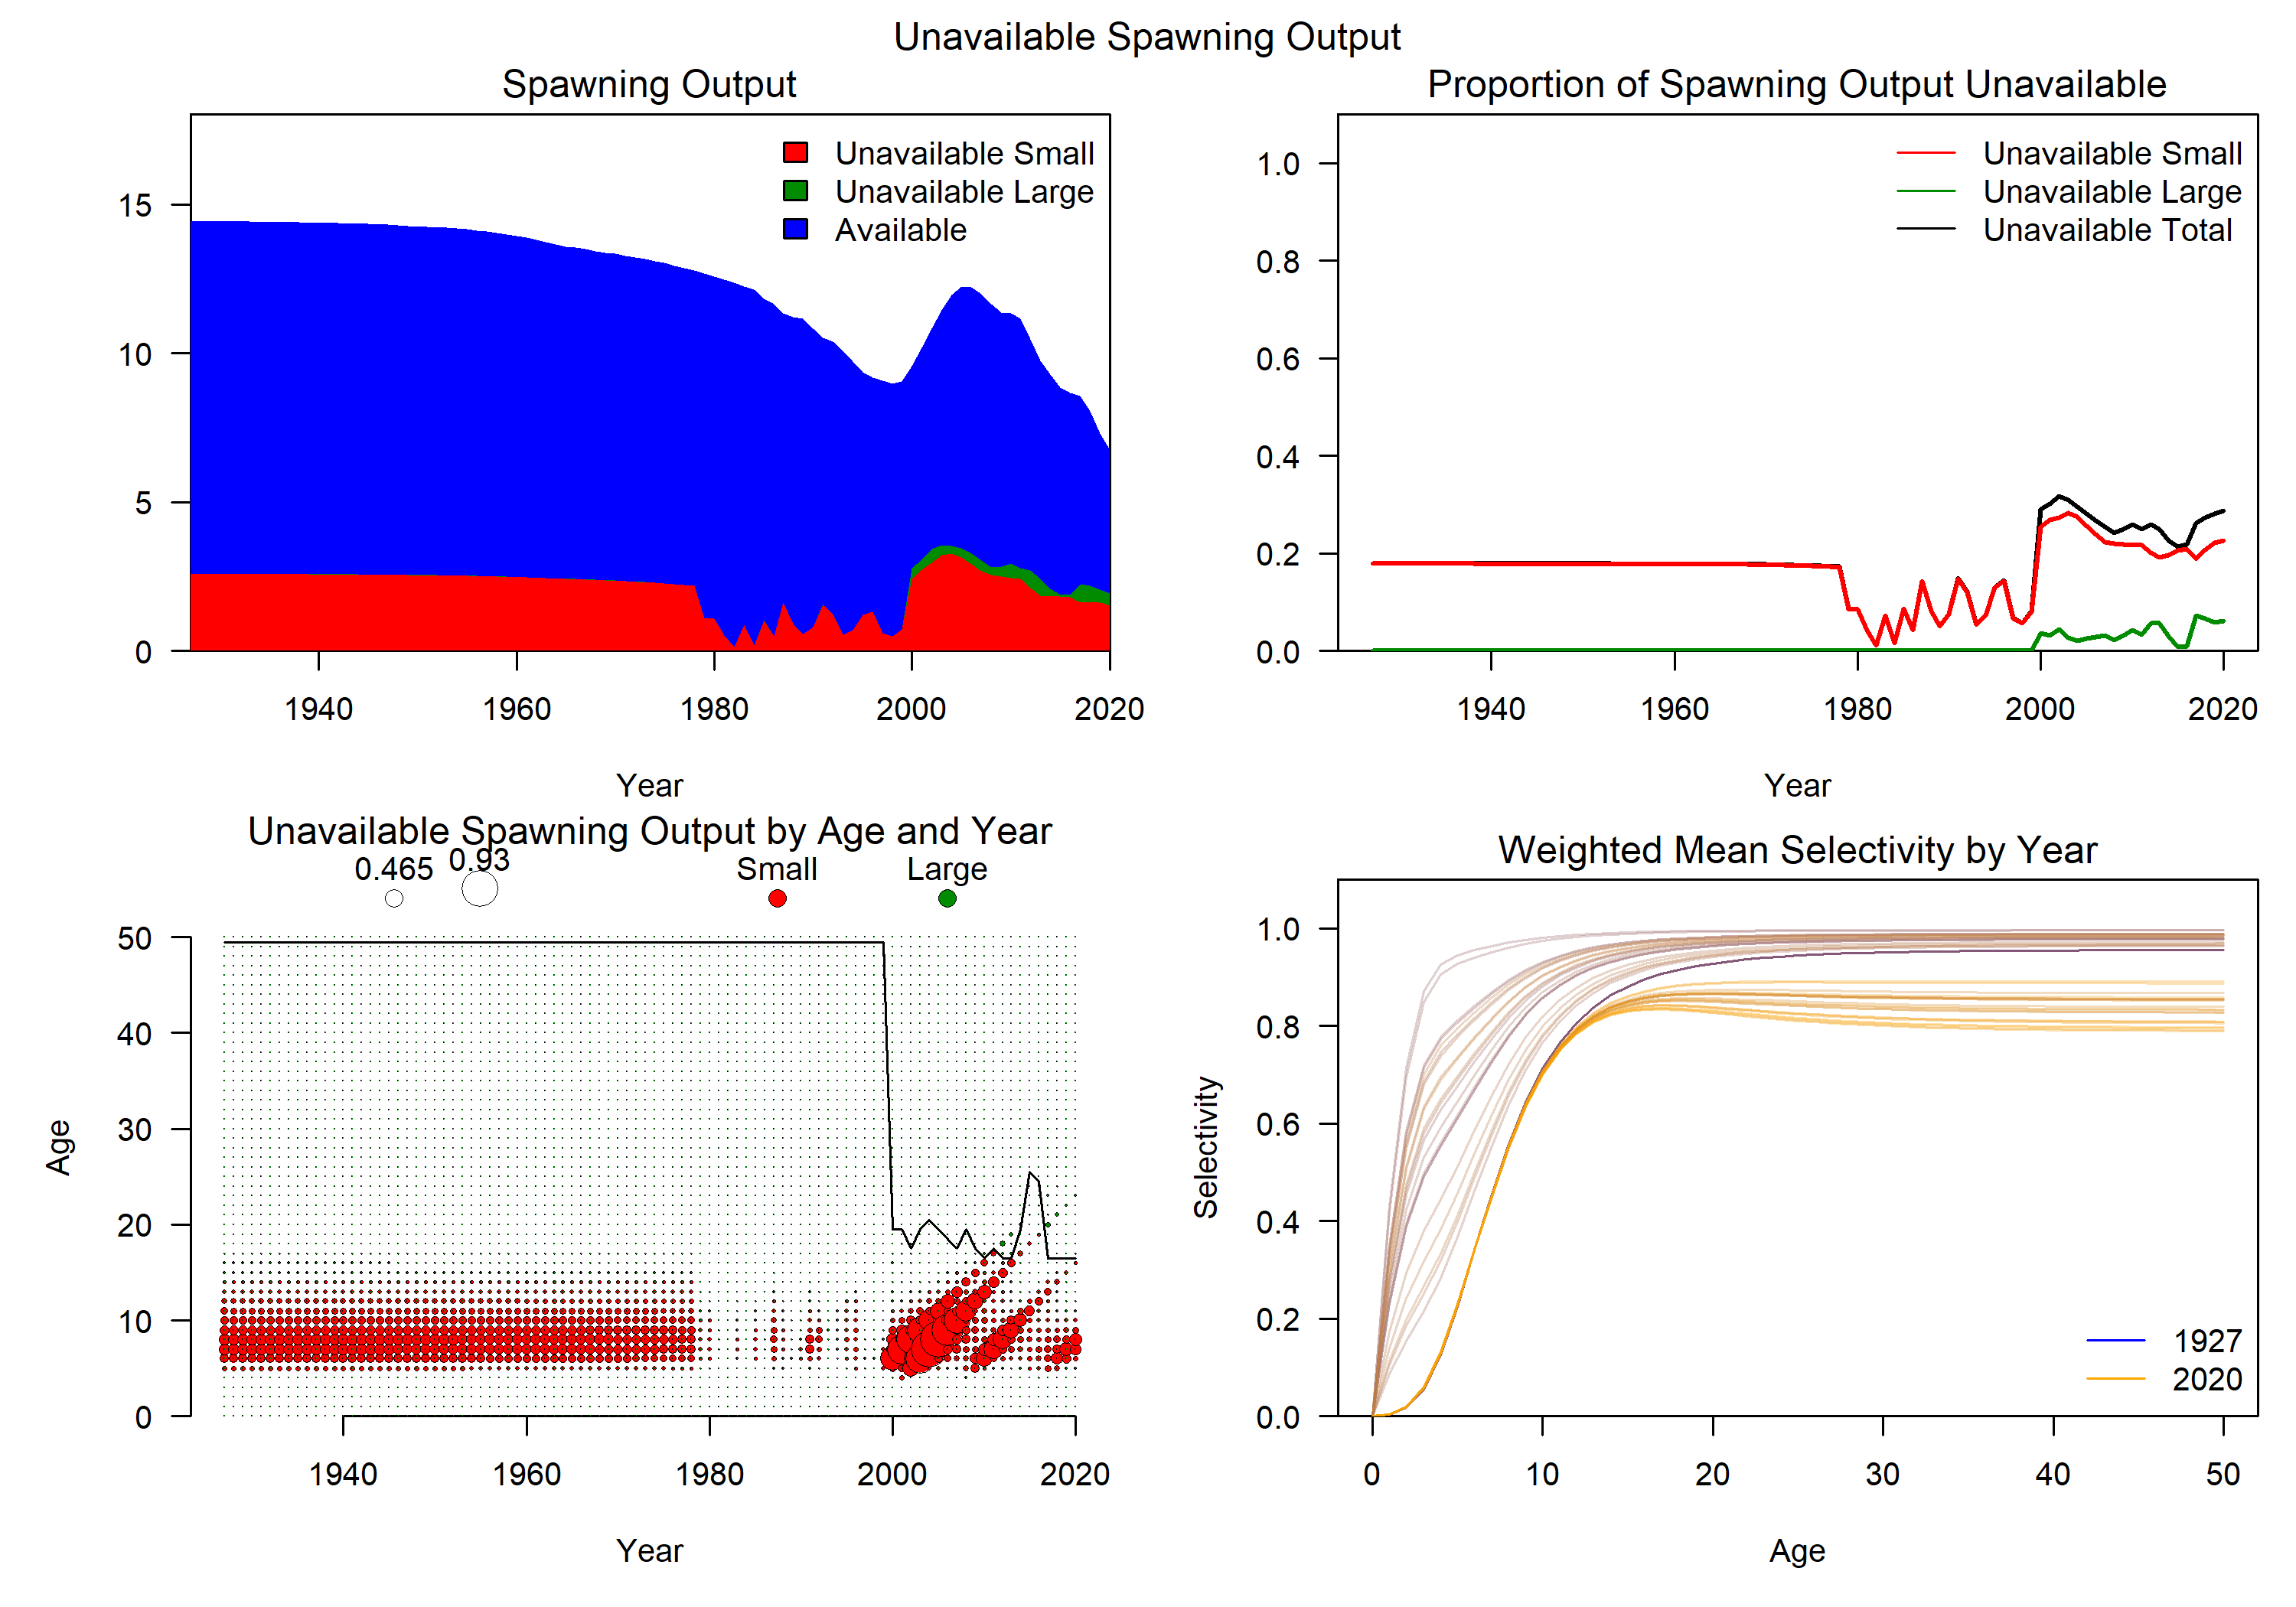 Unavailable Spawning Output
Spawning Output
Unavailable Small
Unavailable Large
Available
15
10
5
0
1940 1960 1980 2000 2020
Year
Proportion of Spawning Output Unavailable
Unavailable Small
Unavailable Large
Unavailable Total
1.0
0.8
0.6
0.4
0.2
0.0
1940 1960 1980 2000 2020
Year
Unavailable Spawning Output by Age and Year
0.465 0.93 Small Large
50
40
30
20
10
0
Age
1940 1960 1980 2000 2020
Year
Weighted Mean Selectivity by Year
1.0
0.8
0.6
0.4
0.2
0.0
Selectivity
1927
2020
0 10 20 30 40 50
Age